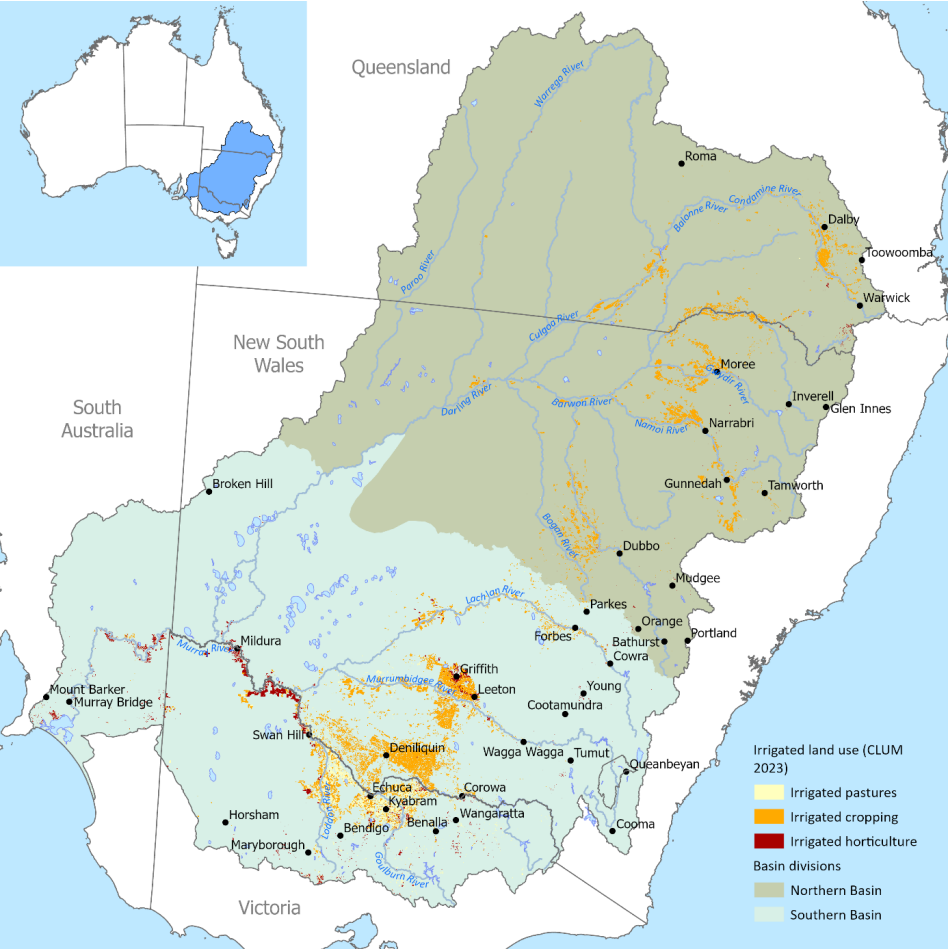 Queensland
Warrego River
Roma
Condamine River
Balonne River
Dalby
Toowoomba
Paroo River
Warwick
Culgoa River
New South
Wales
Moree
Gwydir River
South
Australia
Darling River
Barwon River
Inverell
Glen Innes
Namoi River
Narrabri
Broken Hill
Gunnedah
Tamworth
Bogan River
Dubbo
Mudgee
Lachlan River
Parkes
Orange
Forbes
Bathurst
Portland
Mildura
Murray River
Cowra
Griffith
Murrumbidgee River
Leeton
Young
Mount Barker
Murray Bridge
Cootamundra
Swan Hill
Deniliquin
Wagga Wagga
Tumut
Queanbeyan
Echuca
Corowa
Kyabram
Loddon River
Horsham
Wangaratta
Benalla
Bendigo
Cooma
Maryborough
Goulburn River
Victoria
Irrigated land use (CLUM
2023)
Irrigated pastures
Irrigated cropping
Irrigated horticulture
Basin divisions
Northern Basin
Southern Basin